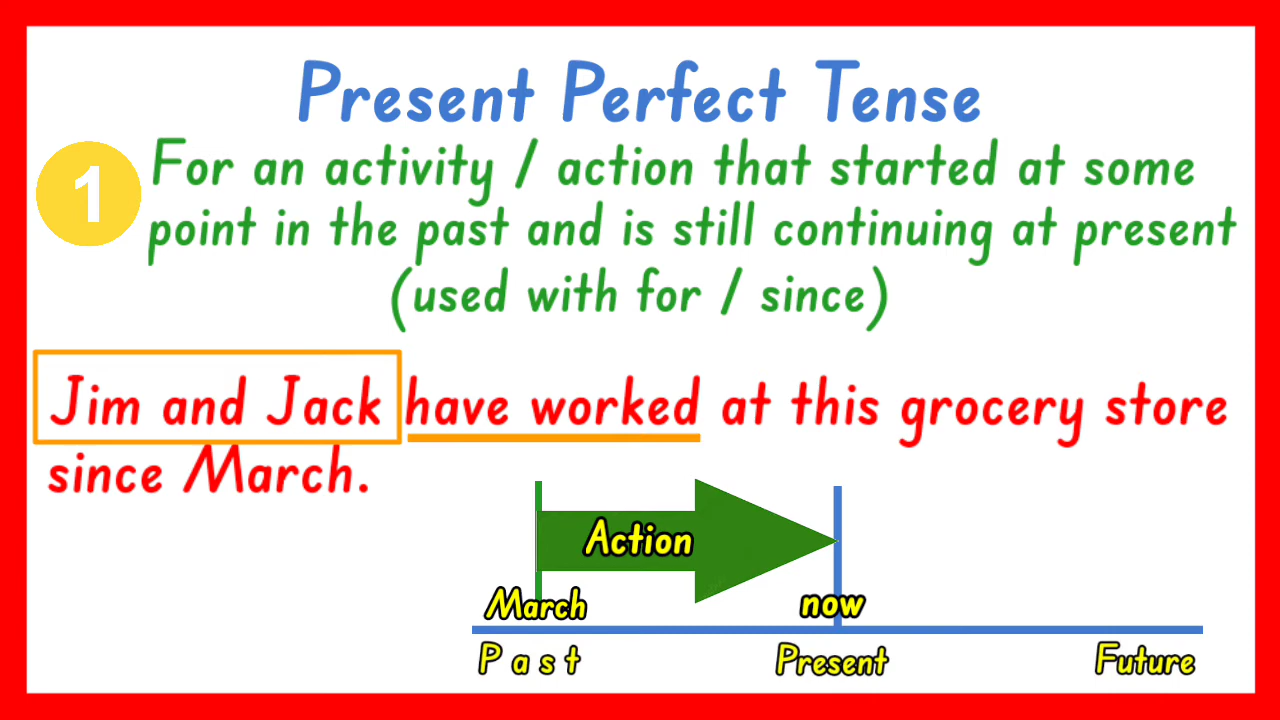 Present Perfect Tense
1 For an activity / action that started at some
point in the past and is still continuing at present
(used with for / since)
Jim and Jack have worked at this grocery store
since March.
Action
March now
Past Present Future